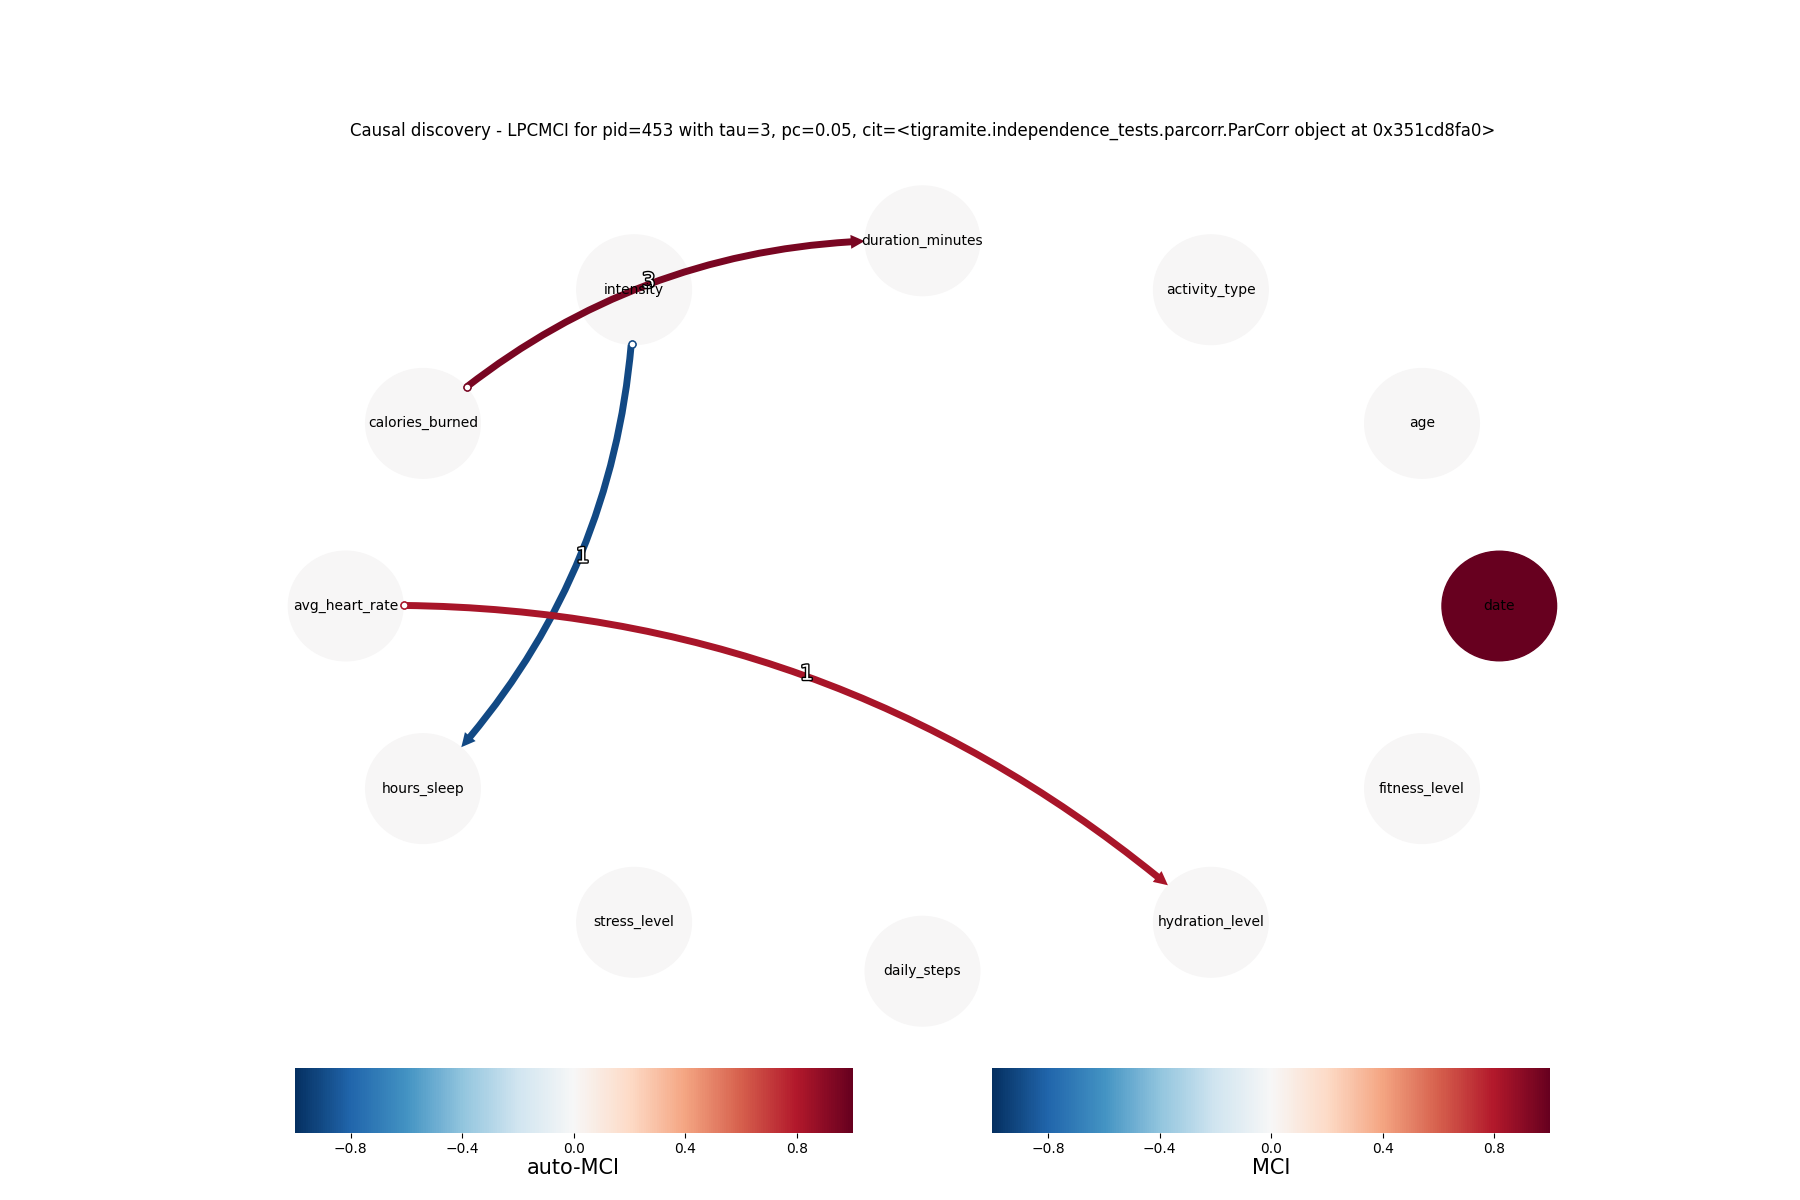 Causal discovery - LPCMCI for pid=453 with tau=3, pc=0.05, cit=<tigramite.independence_tests.parcorr.ParCorr object at 0x351cd8fa0>
duration_minutes
intensity
3
activity_type
calories_burned
age
1
avg_heart_rate
date
1
hours_sleep
fitness_level
stress_level
hydration_level
daily_steps
−0.8 −0.4 0.0 0.4 0.8
auto-MCI
−0.8 −0.4 0.0 0.4 0.8
MCI